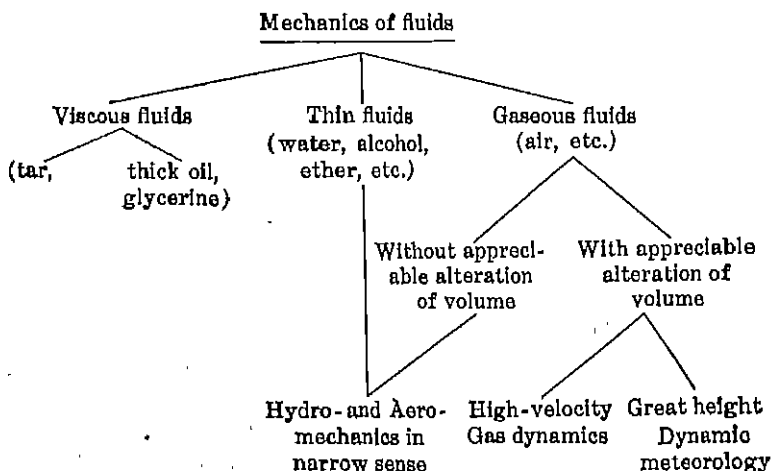 Mechanics of fluids
Viscous fluids
(tar,
thick oil,
glycerine)
Thin fluids
(water, alcohol,
ether, etc.)
Gaseous fluids
(air, etc.)
Without appreci-
able alteration
of volume
With appreciable
alteration of
volume
Hydro- and Aero-
mechanics in
narrow sense
High-velocity
Gas dynamics
Great height
Dynamic
meteorology